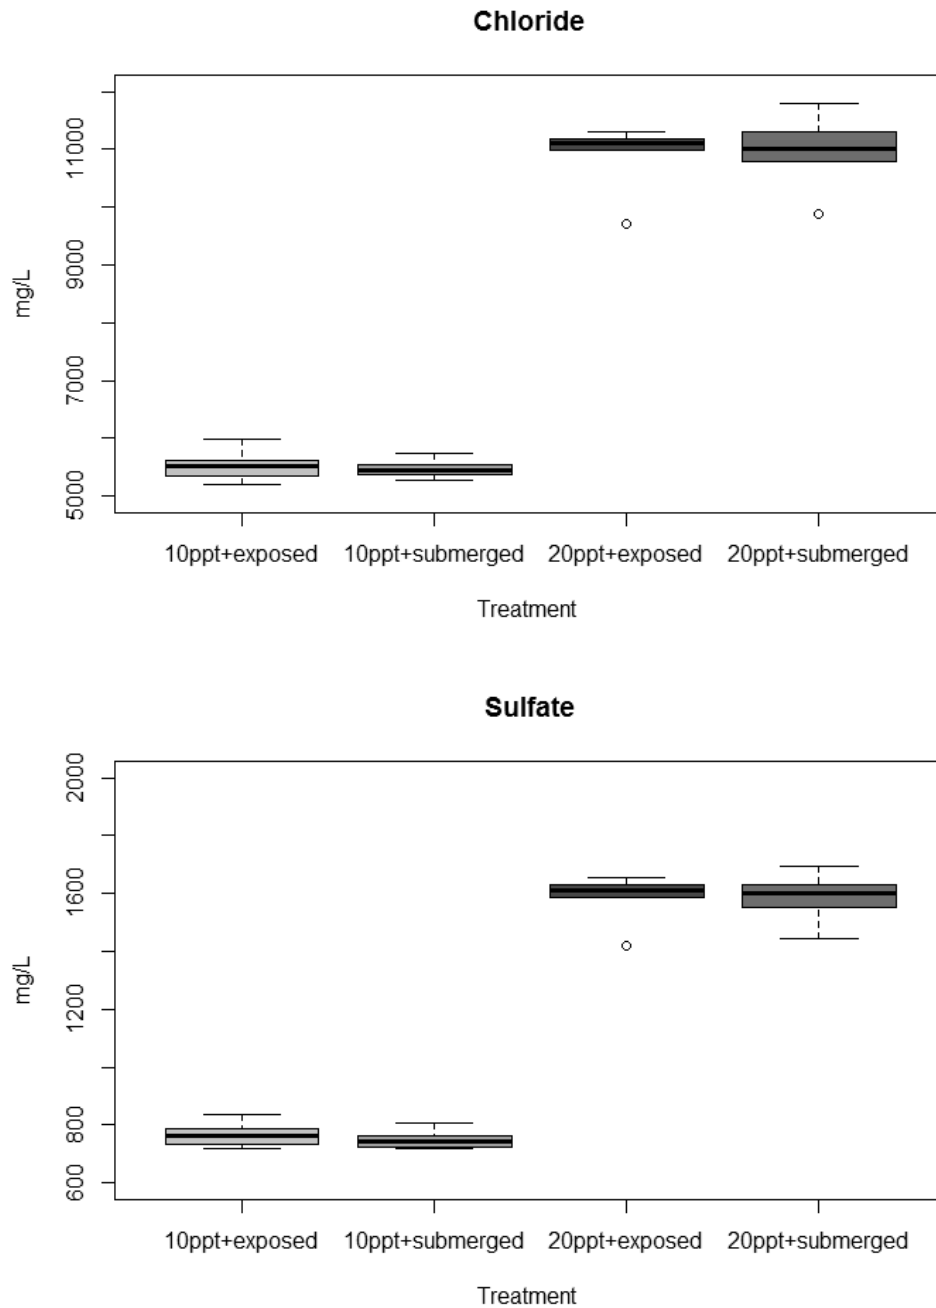 Chloride
11000
9000
7000
5000
mg/L
10ppt+exposed 10ppt+submerged 20ppt+exposed 20ppt+submerged
Treatment
Sulfate
2000
1600
1200
800
600
mg/L
10ppt+exposed 10ppt+submerged 20ppt+exposed 20ppt+submerged
Treatment